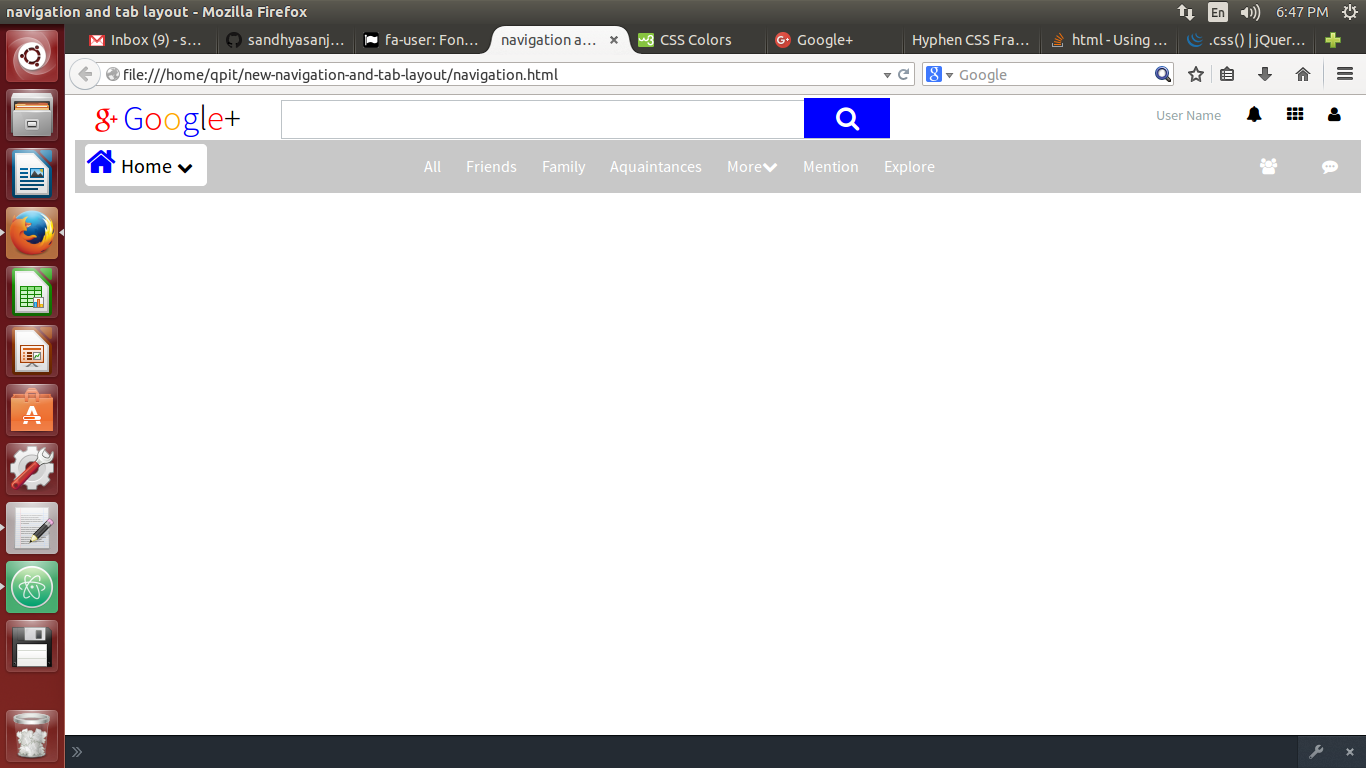 navigation and tab layout - Mozilla Firefox
En 6:47 PM
Inbox (9) - s... sandhyasanj... fa-user: Fon... navigation a... CSS Colors Google+ Hyphen CSS Fra... html - Using ... .css() | jQuer...
file:///home/qpit/new-navigation-and-tab-layout/navigation.html Google
g+ Google+ User Name
Home All Friends Family Aquaintances More Mention Explore